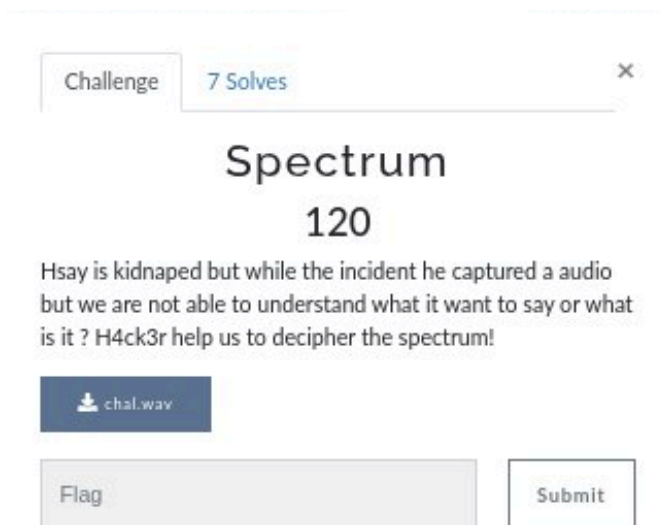 Challenge 7 Solves ×
Spectrum
120
Hsay is kidnaped but while the incident he captured a audio
but we are not able to understand what it want to say or what
is it ? H4ck3r help us to decipher the spectrum!
chal.wav
Flag Submit